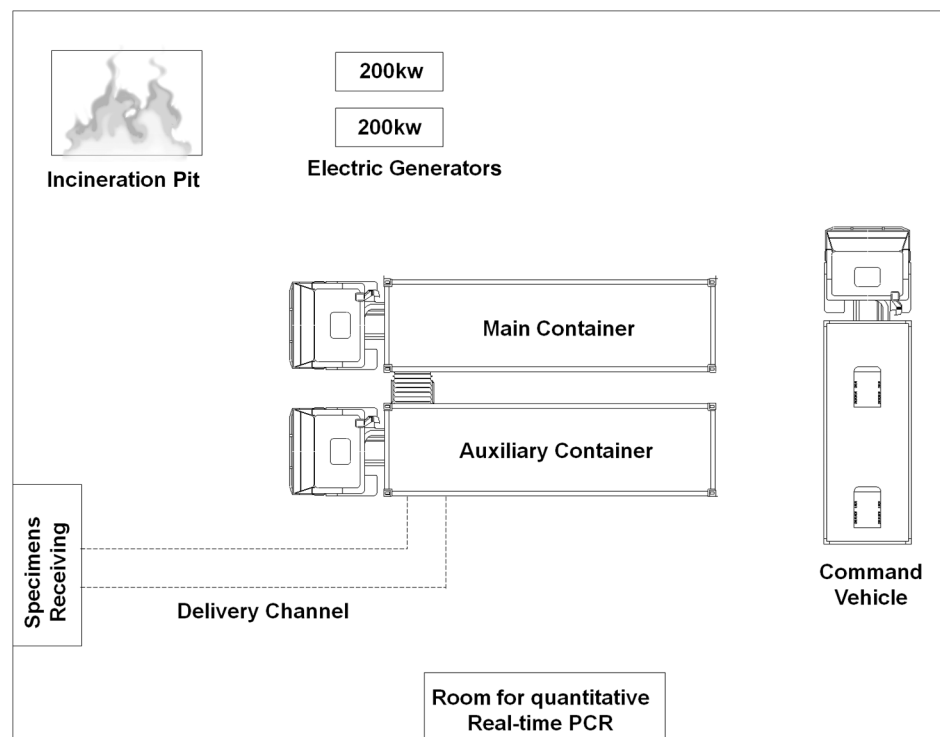 200kw
200kw
Incineration Pit
Electric Generators
Main Container
Auxiliary Container
Specimens
Receiving
Delivery Channel
Command
Vehicle
Room for quantitative
Real-time PCR